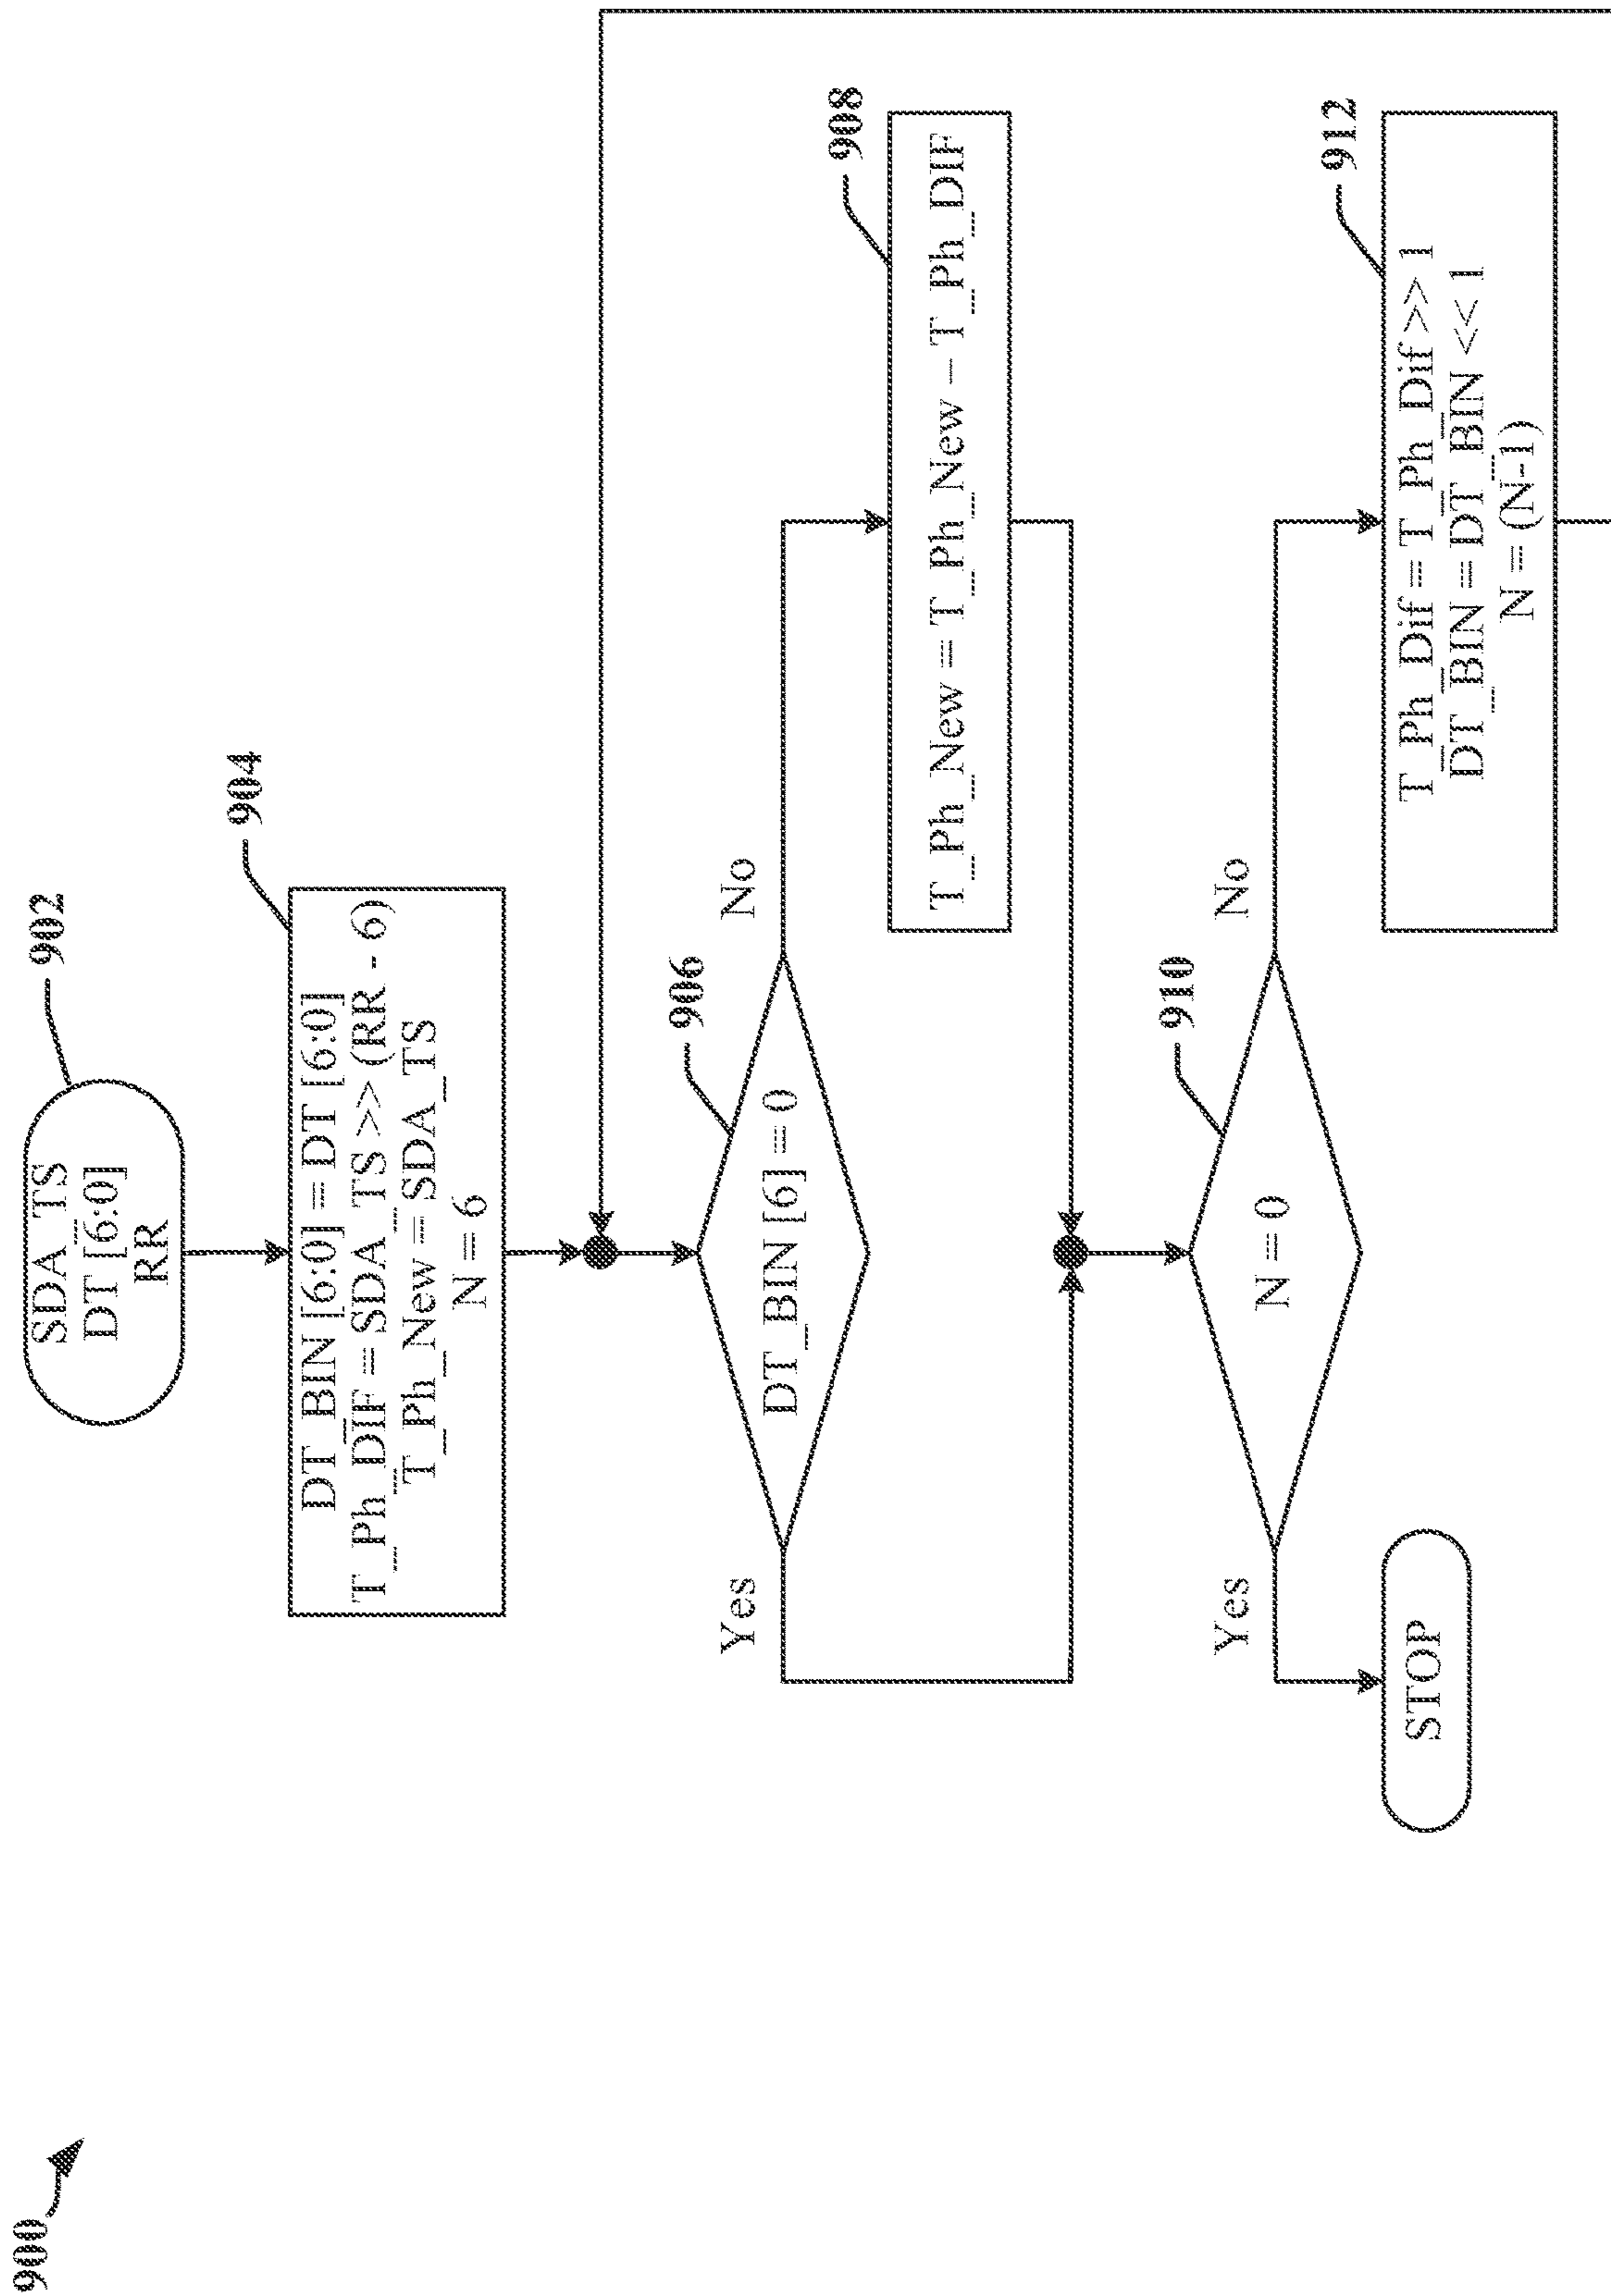 900
902
SDA_TS
DT [6:0]
RR
904
DT_BIN [6:0] = DT [6:0]
T_Ph_DIF = SDA_TS >> (RR - 6)
T_Ph_New = SDA_TS
N = 6
906
DT_BIN [6] = 0
Yes
No
908
T_Ph_New = T_Ph_New – T_Ph_DIF
910
N = 0
Yes
No
912
T_Ph_Dif = T_Ph_Dif >> 1
DT_BIN = DT_BIN << 1
N = (N-1)
STOP